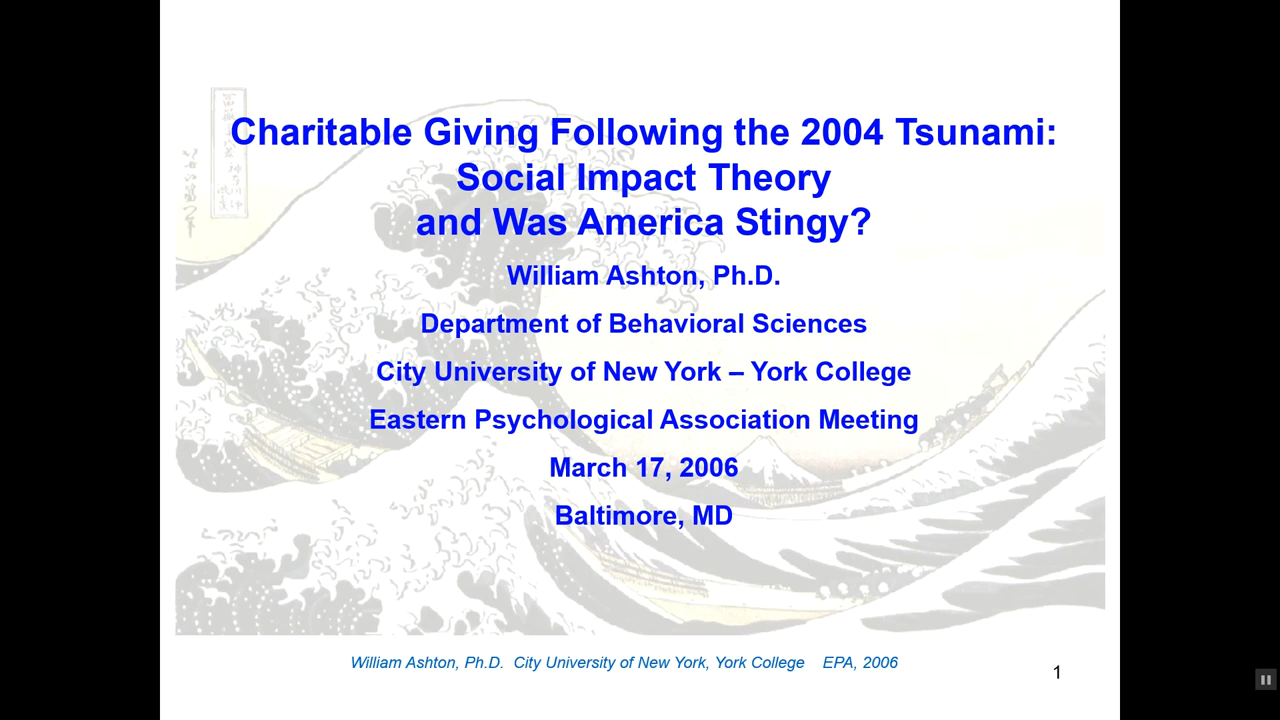 Charitable Giving Following the 2004 Tsunami:
Social Impact Theory
and Was America Stingy?
William Ashton, Ph.D.
Department of Behavioral Sciences
City University of New York – York College
Eastern Psychological Association Meeting
March 17, 2006
Baltimore, MD
William Ashton, Ph.D.  City University of New York, York College    EPA, 2006
1